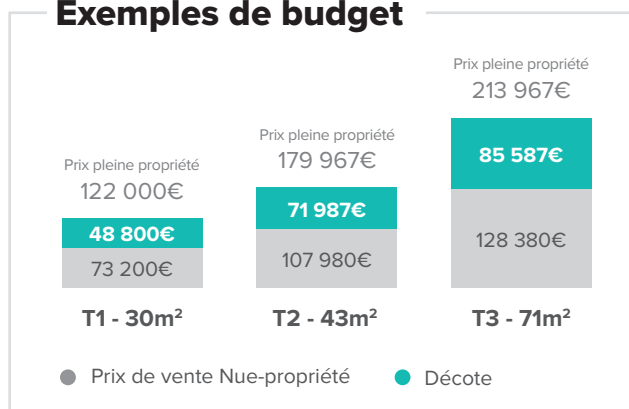 Exemples de budget
Prix pleine propriété
213 967€
Prix pleine propriété
179 967€
Prix pleine propriété
122 000€
85 587€
71 987€
48 800€
128 380€
107 980€
73 200€
T1 - 30m²
T2 - 43m²
T3 - 71m²
Prix de vente Nue-propriété
Décote